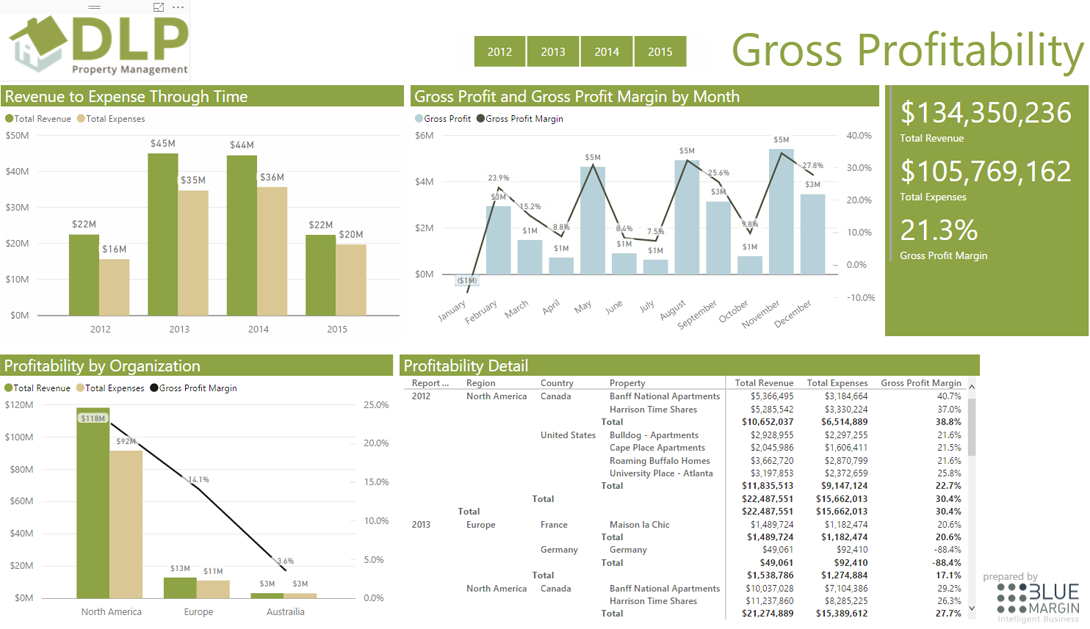 DLP
Property Management
2012 2013 2014 2015
Gross Profitability
Revenue to Expense Through Time
Total Revenue Total Expenses
$50M
$40M
$30M
$20M
$10M
$0M
$22M $16M $45M $35M $44M $36M $22M $20M
2012 2013 2014 2015
Gross Profit and Gross Profit Margin by Month
Gross Profit Gross Profit Margin
$6M
$4M
$2M
$0M
40.0%
30.0%
20.0%
10.0%
0.0%
-10.0%
23.9% 15.2% 8.8% $5M 8.4% 7.5% $5M 25.6% 9.8% $5M 27.8%
($1M) $3M $1M $1M $1M $1M $3M $1M $3M
January February March April May June July August September October November December
$134,350,236
Total Revenue
$105,769,162
Total Expenses
21.3%
Gross Profit Margin
Profitability by Organization
Total Revenue Total Expenses Gross Profit Margin
$120M
$100M
$80M
$60M
$40M
$20M
$0M
25.0%
20.0%
15.0%
10.0%
5.0%
0.0%
$118M $92M
14.1%
3.6%
$13M $11M $3M $3M
North America Europe Austrailia
Profitability Detail
Report ... Region Country Property Total Revenue Total Expenses Gross Profit Margin
2012 North America Canada Banff National Apartments $5,366,495 $3,184,664 40.7%
Harrison Time Shares $5,285,542 $3,330,224 37.0%
Total $10,652,037 $6,514,889 38.8%
United States Bulldog - Apartments $2,928,955 $2,297,255 21.6%
Cape Place Apartments $2,045,986 $1,606,411 21.5%
Roaming Buffalo Homes $3,662,720 $2,870,799 21.6%
University Place - Atlanta $3,197,853 $2,372,659 25.8%
Total $11,835,513 $9,147,124 22.7%
Total $22,487,551 $15,662,013 30.4%
Total $22,487,551 $15,662,013 30.4%
2013 Europe France Maison la Chic $1,489,724 $1,182,474 20.6%
Total $1,489,724 $1,182,474 20.6%
Germany Germany $49,061 $92,410 -88.4%
Total $49,061 $92,410 -88.4%
Total $1,538,786 $1,274,884 17.1%
North America Canada Banff National Apartments $10,037,028 $7,104,386 29.2%
Harrison Time Shares $11,237,860 $8,285,225 26.3%
Total $21,274,889 $15,389,612 27.7%
prepared by
BLUE
MARGIN
Intelligent Business